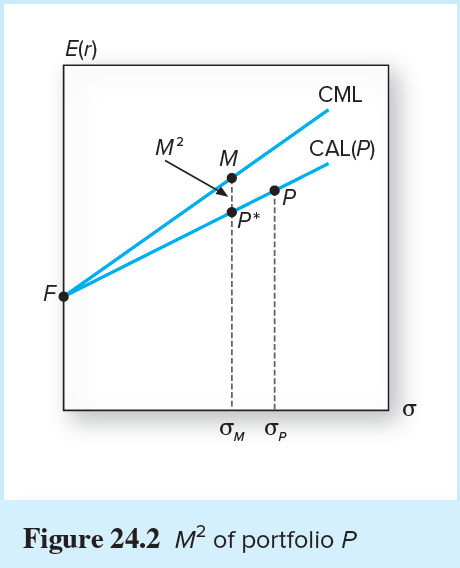 E(r)
CML
M²
M
CAL(P)
P
P*
F
σ
σM σP
Figure 24.2 M² of portfolio P